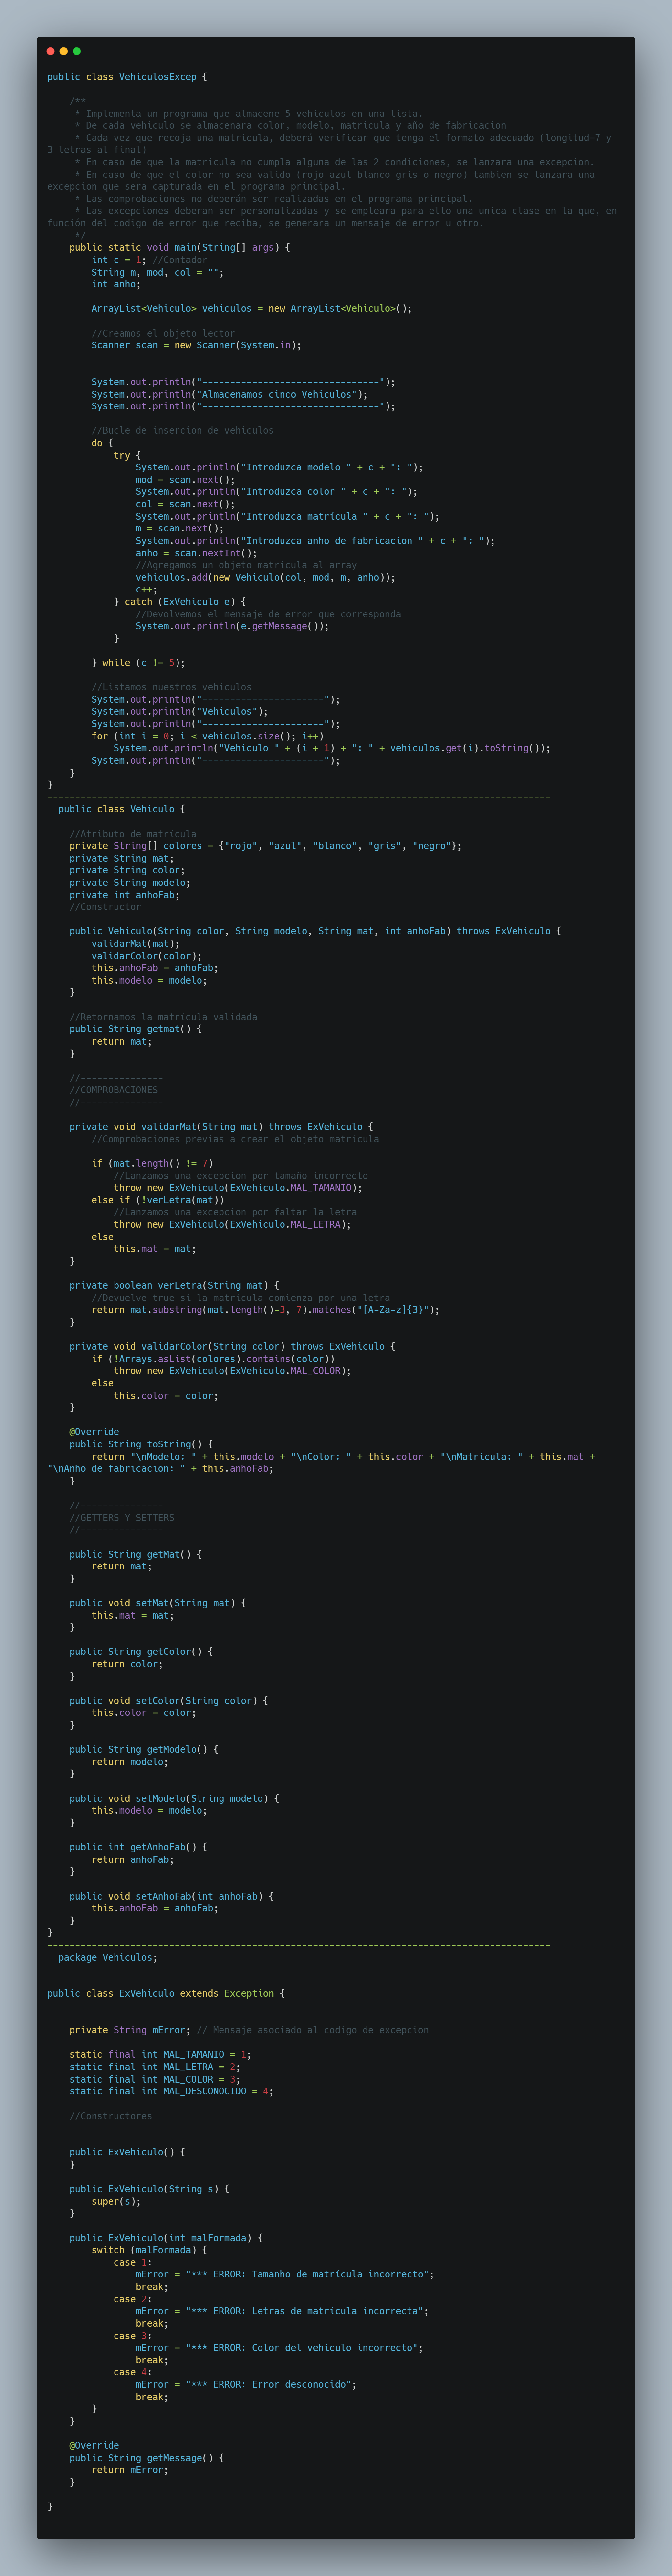 public class VehiculosExcep {
/**
* Implementa un programa que almacene 5 vehiculos en una lista.
* De cada vehiculo se almacenara color, modelo, matricula y año de fabricacion
* Cada vez que recoja una matricula, deberá verificar que tenga el formato adecuado (longitud=7 y
3 letras al final)
* En caso de que la matricula no cumpla alguna de las 2 condiciones, se lanzara una excepcion.
* En caso de que el color no sea valido (rojo azul blanco gris o negro) tambien se lanzara una
excepcion que sera capturada en el programa principal.
* Las comprobaciones no deberán ser realizadas en el programa principal.
* Las excepciones deberan ser personalizadas y se empleara para ello una unica clase en la que, en
función del codigo de error que reciba, se generara un mensaje de error u otro.
*/
public static void main(String[] args) {
int c = 1; //Contador
String m, mod, col = "";
int anho;
ArrayList<Vehiculo> vehiculos = new ArrayList<Vehiculo>();
//Creamos el objeto lector
Scanner scan = new Scanner(System.in);
System.out.println("--------------------------------");
System.out.println("Almacenamos cinco Vehiculos");
System.out.println("--------------------------------");
//Bucle de insercion de vehiculos
do {
try {
System.out.println("Introduzca modelo " + c + ": ");
mod = scan.next();
System.out.println("Introduzca color " + c + ": ");
col = scan.next();
System.out.println("Introduzca matrícula " + c + ": ");
m = scan.next();
System.out.println("Introduzca anho de fabricacion " + c + ": ");
anho = scan.nextInt();
//Agregamos un objeto matricula al array
vehiculos.add(new Vehiculo(col, mod, m, anho));
c++;
} catch (ExVehiculo e) {
//Devolvemos el mensaje de error que corresponda
System.out.println(e.getMessage());
}
} while (c != 5);
//Listamos nuestros vehiculos
System.out.println("----------------------");
System.out.println("Vehiculos");
System.out.println("----------------------");
for (int i = 0; i < vehiculos.size(); i++)
System.out.println("Vehiculo " + (i + 1) + ": " + vehiculos.get(i).toString());
System.out.println("----------------------");
}
}
-------------------------------------------------------------------------------------------
public class Vehiculo {
//Atributo de matrícula
private String[] colores = {"rojo", "azul", "blanco", "gris", "negro"};
private String mat;
private String color;
private String modelo;
private int anhoFab;
//Constructor
public Vehiculo(String color, String modelo, String mat, int anhoFab) throws ExVehiculo {
validarMat(mat);
validarColor(color);
this.anhoFab = anhoFab;
this.modelo = modelo;
}
//Retornamos la matrícula validada
public String getmat() {
return mat;
}
//---------------
//COMPROBACIONES
//---------------
private void validarMat(String mat) throws ExVehiculo {
//Comprobaciones previas a crear el objeto matrícula
if (mat.length() != 7)
//Lanzamos una excepcion por tamaño incorrecto
throw new ExVehiculo(ExVehiculo.MAL_TAMANIO);
else if (!verLetra(mat))
//Lanzamos una excepcion por faltar la letra
throw new ExVehiculo(ExVehiculo.MAL_LETRA);
else
this.mat = mat;
}
private boolean verLetra(String mat) {
//Devuelve true si la matrícula comienza por una letra
return mat.substring(mat.length()-3, 7).matches("[A-Za-z]{3}");
}
private void validarColor(String color) throws ExVehiculo {
if (!Arrays.asList(colores).contains(color))
throw new ExVehiculo(ExVehiculo.MAL_COLOR);
else
this.color = color;
}
@Override
public String toString() {
return "\nModelo: " + this.modelo + "\nColor: " + this.color + "\nMatricula: " + this.mat +
"\nAnho de fabricacion: " + this.anhoFab;
}
//---------------
//GETTERS Y SETTERS
//---------------
public String getMat() {
return mat;
}
public void setMat(String mat) {
this.mat = mat;
}
public String getColor() {
return color;
}
public void setColor(String color) {
this.color = color;
}
public String getModelo() {
return modelo;
}
public void setModelo(String modelo) {
this.modelo = modelo;
}
public int getAnhoFab() {
return anhoFab;
}
public void setAnhoFab(int anhoFab) {
this.anhoFab = anhoFab;
}
}
-------------------------------------------------------------------------------------------
package Vehiculos;
public class ExVehiculo extends Exception {
private String mError; // Mensaje asociado al codigo de excepcion
static final int MAL_TAMANIO = 1;
static final int MAL_LETRA = 2;
static final int MAL_COLOR = 3;
static final int MAL_DESCONOCIDO = 4;
//Constructores
public ExVehiculo() {
}
public ExVehiculo(String s) {
super(s);
}
public ExVehiculo(int malFormada) {
switch (malFormada) {
case 1:
mError = "*** ERROR: Tamanho de matrícula incorrecto";
break;
case 2:
mError = "*** ERROR: Letras de matrícula incorrecta";
break;
case 3:
mError = "*** ERROR: Color del vehiculo incorrecto";
break;
case 4:
mError = "*** ERROR: Error desconocido";
break;
}
}
@Override
public String getMessage() {
return mError;
}
}